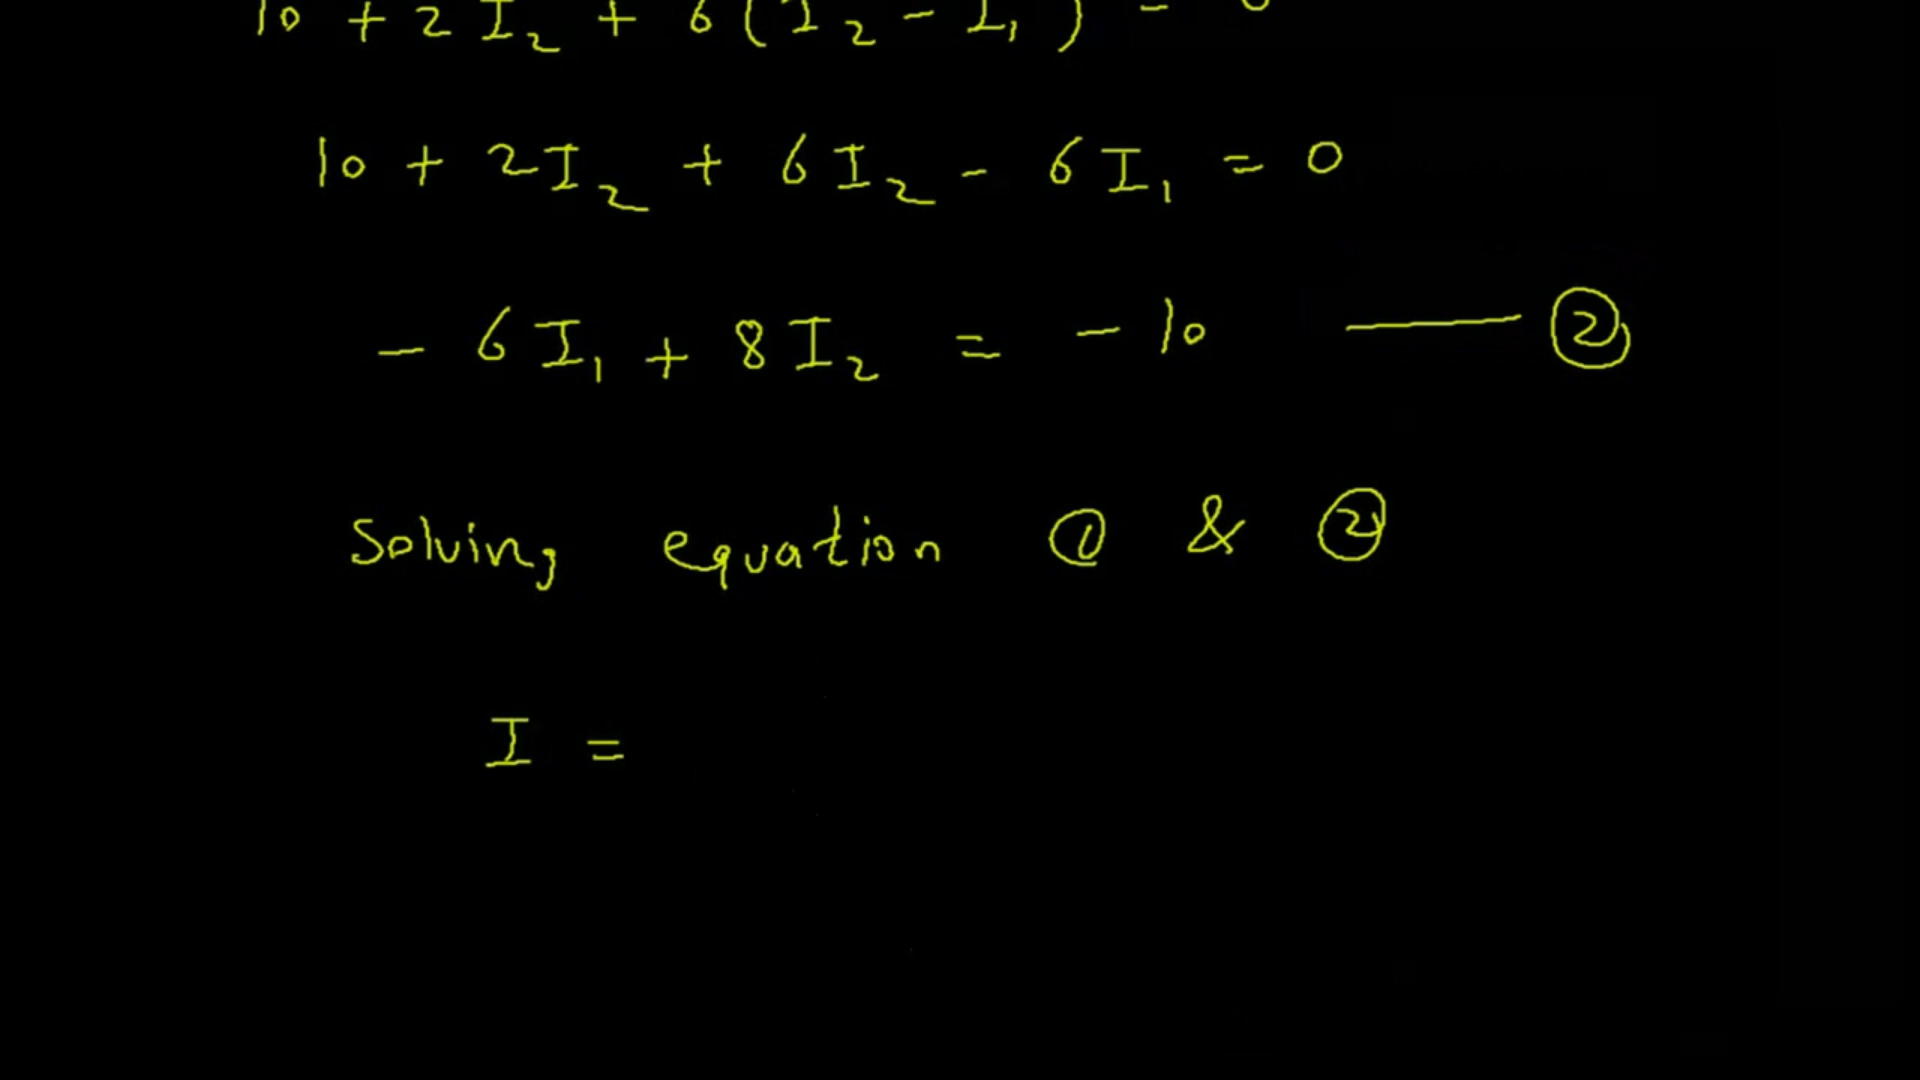 10 + 2I₂ + 6(I₂ - I₁) = 0
10 + 2I₂ + 6I₂ - 6I₁ = 0
- 6I₁ + 8I₂ = - 10 —— ②
Solving equation ① & ②
I =